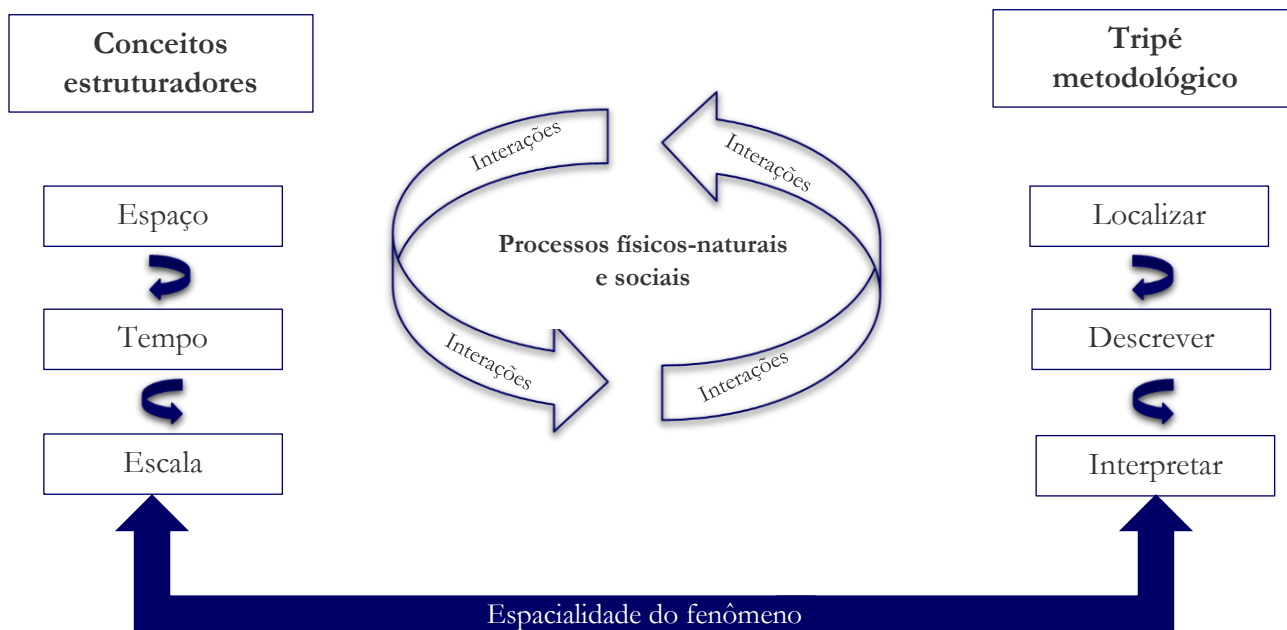 Conceitos
estruturadores
Tripé
metodológico
Interações
Interações
Espaço
Localizar
Processos físicos-naturais
e sociais
Tempo
Descrever
Interações
Interações
Escala
Interpretar
Espacialidade do fenômeno